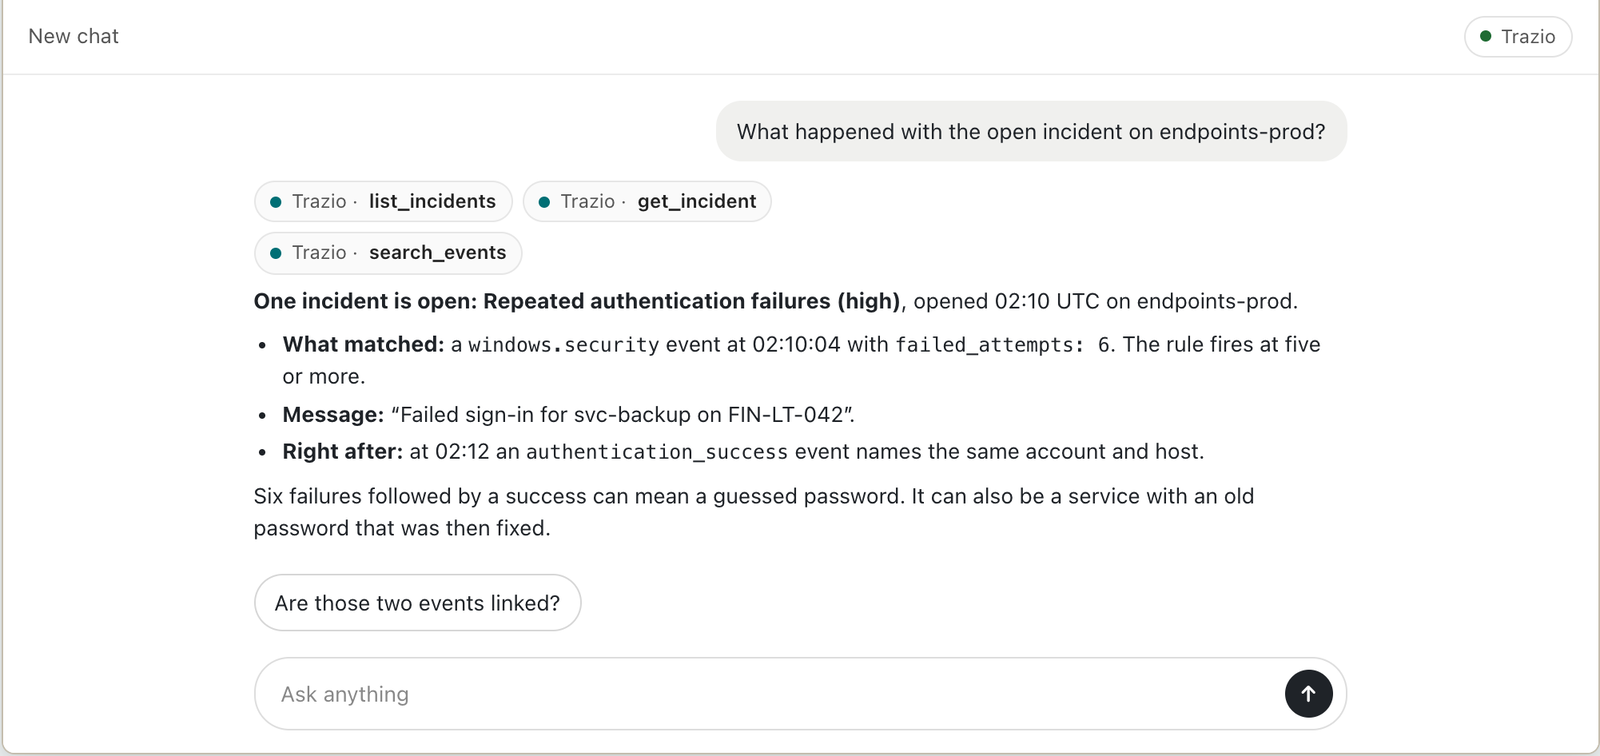 New chat
Trazio
What happened with the open incident on endpoints-prod?
Trazio · list_incidents
Trazio · get_incident
Trazio · search_events
One incident is open: Repeated authentication failures (high), opened 02:10 UTC on endpoints-prod.
• What matched: a windows.security event at 02:10:04 with failed_attempts: 6. The rule fires at five
or more.
• Message: “Failed sign-in for svc-backup on FIN-LT-042”.
• Right after: at 02:12 an authentication_success event names the same account and host.
Six failures followed by a success can mean a guessed password. It can also be a service with an old
password that was then fixed.
Are those two events linked?
Ask anything